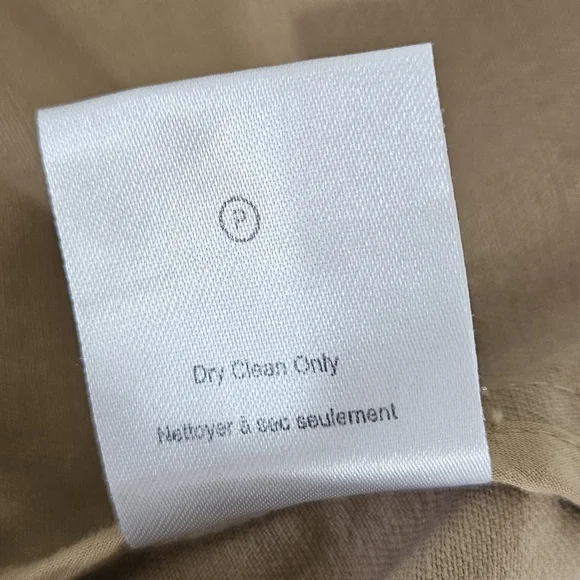 P
Dry Clean Only
Nettoyer à sec seulement